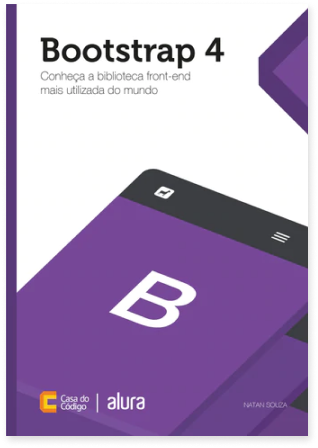 Bootstrap 4
Conheça a biblioteca front-end
mais utilizada do mundo
B
Casa do
Código
alura
NATAN SOUZA